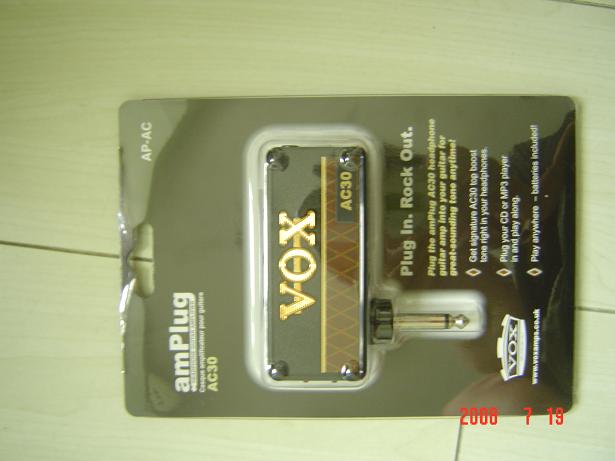 AP-AC
amPlug
Casque amplificateur pour guitare
AC30
VOX
AC30
Plug In. Rock Out.
Plug the amPlug AC30 headphone
guitar amp into your guitar for
great-sounding tone anytime!
Get signature AC30 top boost
tone right in your headphones.
Plug your CD or MP3 player
in and play along.
Play anywhere – batteries included!
VOX
www.voxamps.co.uk
2008 7 19